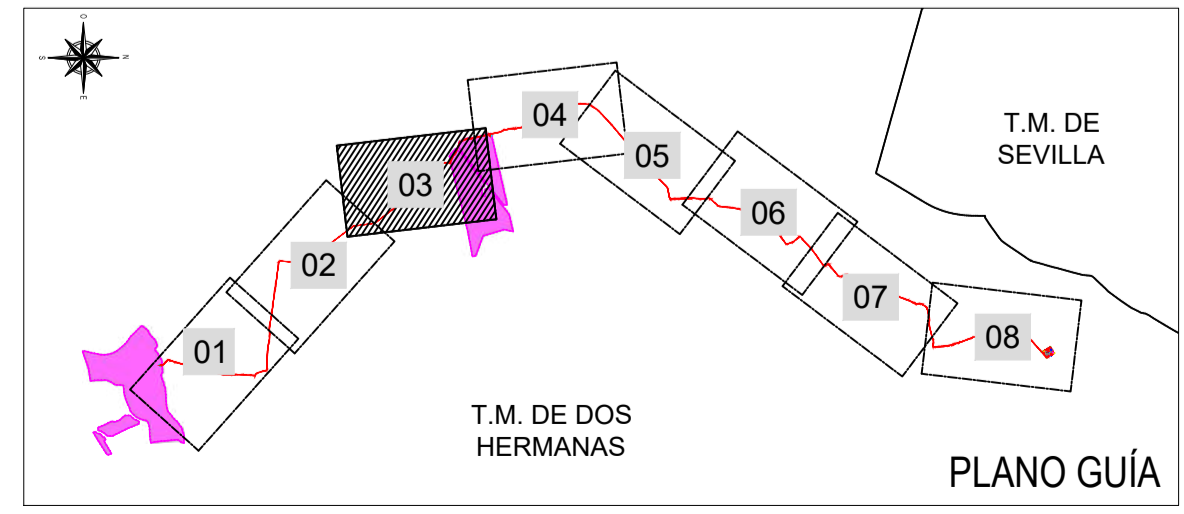 O
S
N
E
04
T.M. DE
SEVILLA
05
03
06
02
07
01
08
T.M. DE DOS
HERMANAS
PLANO GUÍA